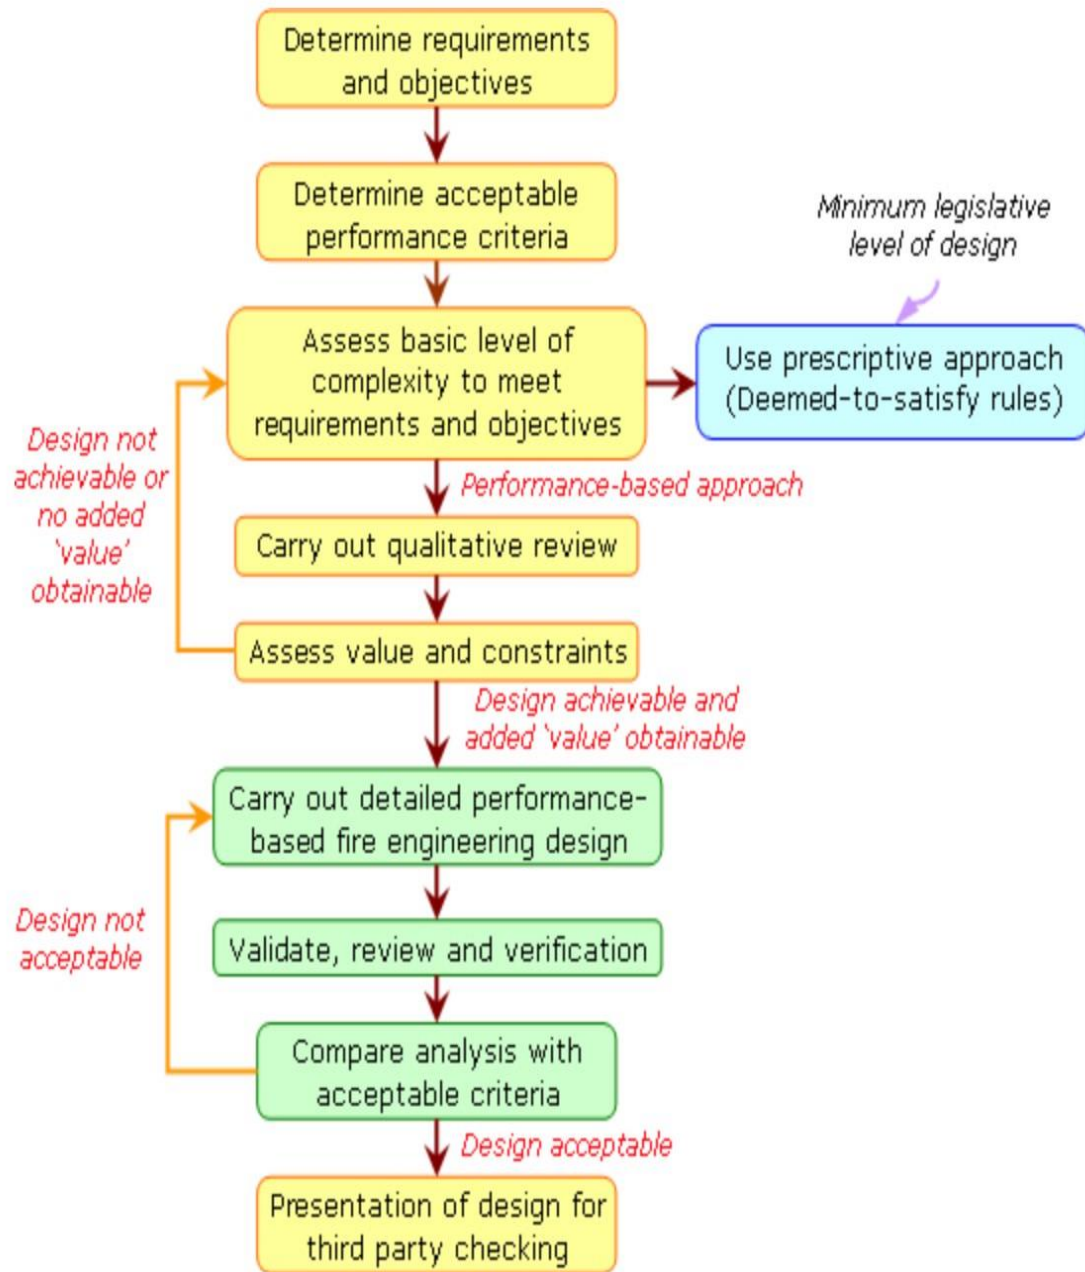 Determine requirements
and objectives
Determine acceptable
performance criteria
Minimum legislative
level of design
Assess basic level of
complexity to meet
requirements and objectives
Use prescriptive approach
(Deemed-to-satisfy rules)
Design not
achievable or
no added
‘value’
obtainable
Performance-based approach
Carry out qualitative review
Assess value and constraints
Design achievable and
added ‘value’ obtainable
Carry out detailed performance-
based fire engineering design
Design not
acceptable
Validate, review and verification
Compare analysis with
acceptable criteria
Design acceptable
Presentation of design for
third party checking